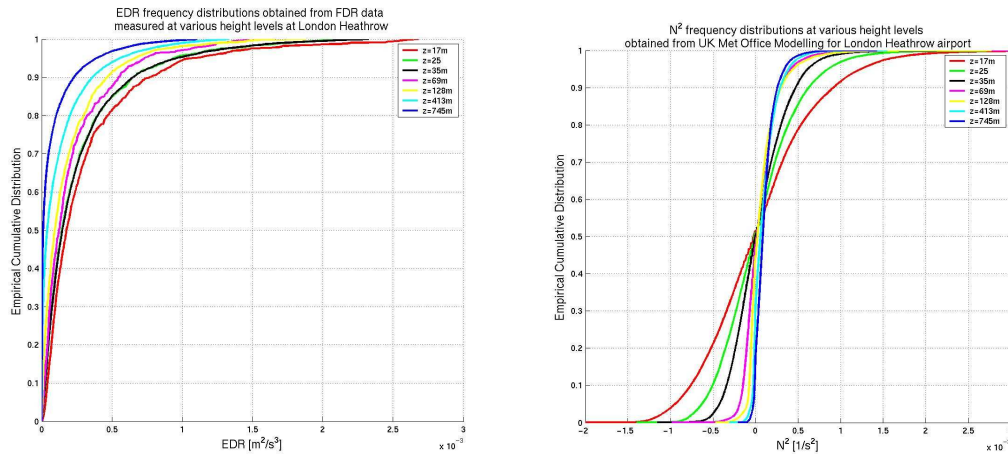 EDR frequency distributions obtained from FDR data
measured at various height levels at London Heathrow
1
0.9
0.8
0.7
0.6
0.5
0.4
0.3
0.2
0.1
0
Empirical Cumulative Distribution
z=17m
z=25
z=35m
z=69m
z=128m
z=413m
z=745m
0
0.5
1
1.5
2
2.5
3
x 10⁻³
EDR [m²/s³]
N² frequency distributions at various height levels
obtained from UK Met Office Modelling for London Heathrow airport
1
0.9
0.8
0.7
0.6
0.5
0.4
0.3
0.2
0.1
0
Empirical Cumulative Distribution
z=17m
z=25
z=35m
z=69m
z=128m
z=413m
z=745m
-2
-1.5
-1
-0.5
0
0.5
1
1.5
2
2.5
3
x 10⁻³
N² [1/s²]